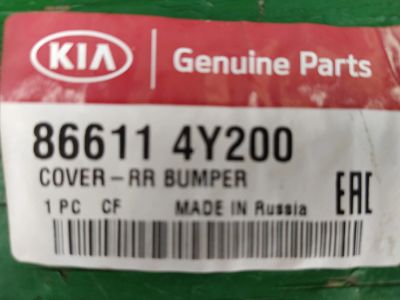 KIA Genuine Parts
86611 4Y200
COVER-RR BUMPER
1 PC CF MADE IN Russia
EAC